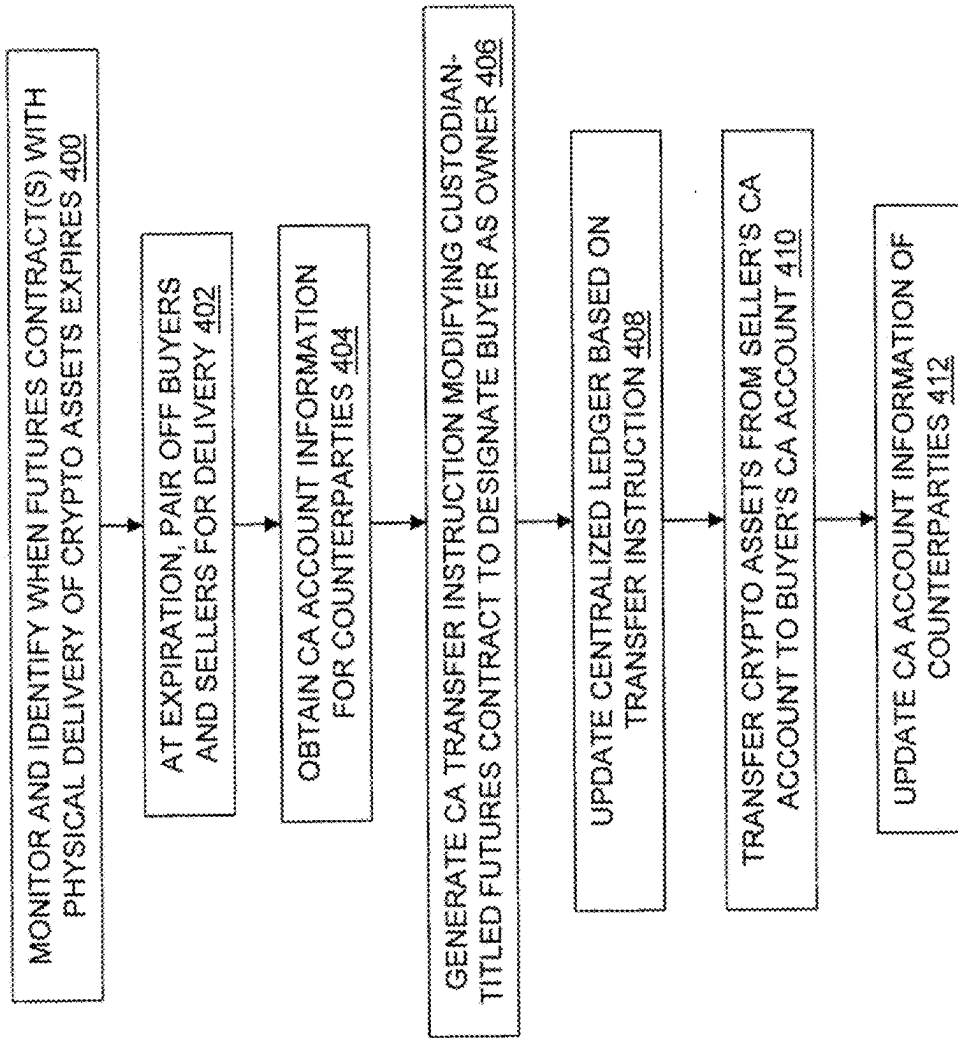 MONITOR AND IDENTIFY WHEN FUTURES CONTRACT(S) WITH
PHYSICAL DELIVERY OF CRYPTO ASSETS EXPIRES 400
AT EXPIRATION, PAIR OFF BUYERS
AND SELLERS FOR DELIVERY 402
OBTAIN CA ACCOUNT INFORMATION
FOR COUNTERPARTIES 404
GENERATE CA TRANSFER INSTRUCTION MODIFYING CUSTODIAN-
TITLED FUTURES CONTRACT TO DESIGNATE BUYER AS OWNER 406
UPDATE CENTRALIZED LEDGER BASED ON
TRANSFER INSTRUCTION 408
TRANSFER CRYPTO ASSETS FROM SELLER'S CA
ACCOUNT TO BUYER'S CA ACCOUNT 410
UPDATE CA ACCOUNT INFORMATION OF
COUNTERPARTIES 412